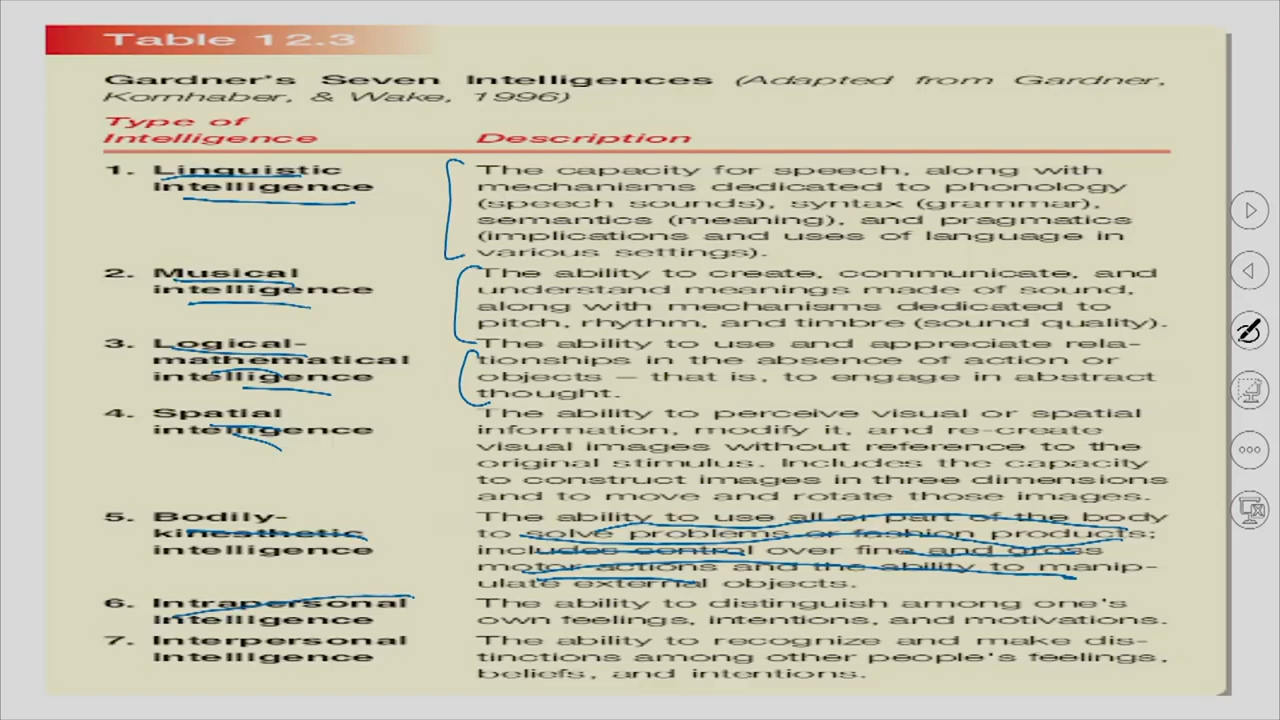 Table 12.3
Gardner's Seven Intelligences (Adapted from Gardner,
Kornhaber, & Wake, 1996)
Type of
Intelligence Description
1. Linguistic The capacity for speech, along with
intelligence mechanisms dedicated to phonology
(speech sounds), syntax (grammar),
semantics (meaning), and pragmatics
(implications and uses of language in
various settings).
2. Musical The ability to create, communicate, and
intelligence understand meanings made of sound,
along with mechanisms dedicated to
pitch, rhythm, and timbre (sound quality).
3. Logical- The ability to use and appreciate rela-
mathematical tionships in the absence of action or
intelligence objects – that is, to engage in abstract
thought.
4. Spatial The ability to perceive visual or spatial
intelligence information, modify it, and re-create
visual images without reference to the
original stimulus. Includes the capacity
to construct images in three dimensions
and to move and rotate those images.
5. Bodily- The ability to use all or part of the body
kinesthetic to solve problems or fashion products;
intelligence includes control over fine and gross
motor actions and the ability to manip-
ulate external objects.
6. Intrapersonal The ability to distinguish among one's
Intelligence own feelings, intentions, and motivations.
7. Interpersonal The ability to recognize and make dis-
Intelligence tinctions among other people's feelings,
beliefs, and intentions.